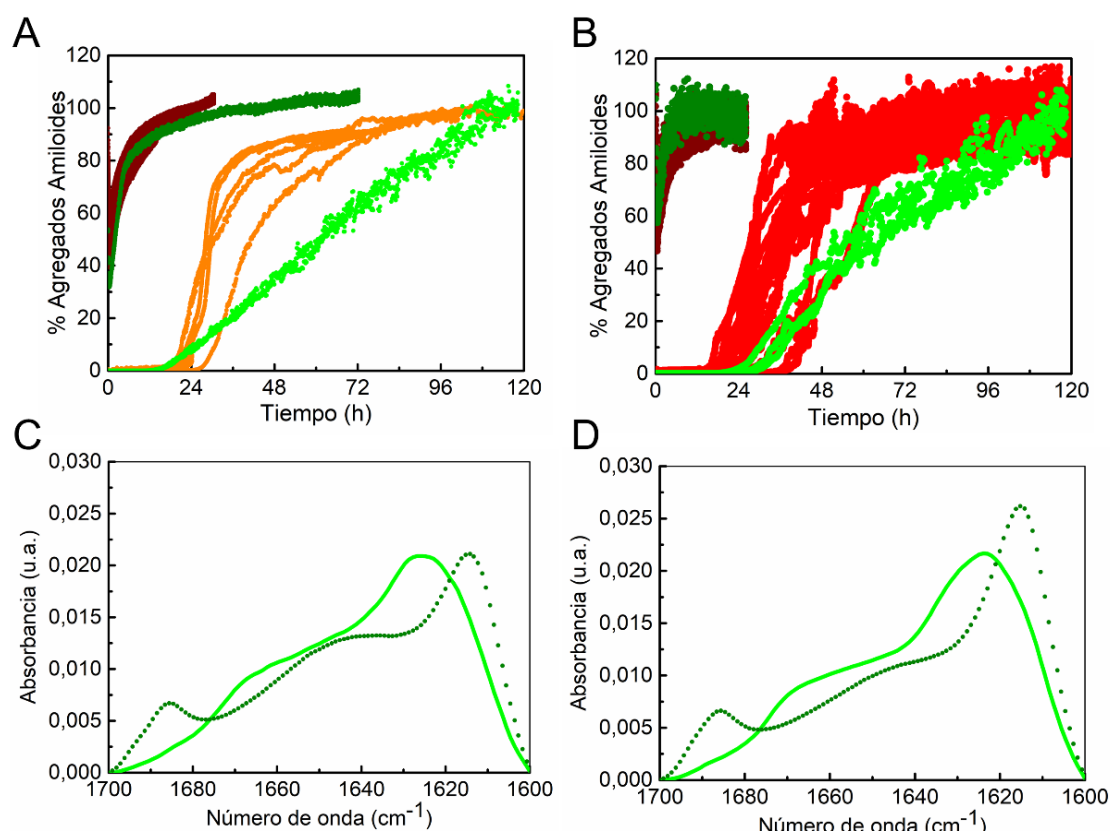 A
% Agregados Amiloides
120
100
80
60
40
20
0
0 24 48 72 96 120
Tiempo (h)
B
% Agregados Amiloides
120
100
80
60
40
20
0
0 24 48 72 96 120
Tiempo (h)
C
Absorbancia (u.a.)
0,030
0,025
0,020
0,015
0,010
0,005
0,000
1700 1680 1660 1640 1620 1600
Número de onda (cm⁻¹)
D
Absorbancia (u.a.)
0,030
0,025
0,020
0,015
0,010
0,005
0,000
1700 1680 1660 1640 1620 1600
Número de onda (cm⁻¹)